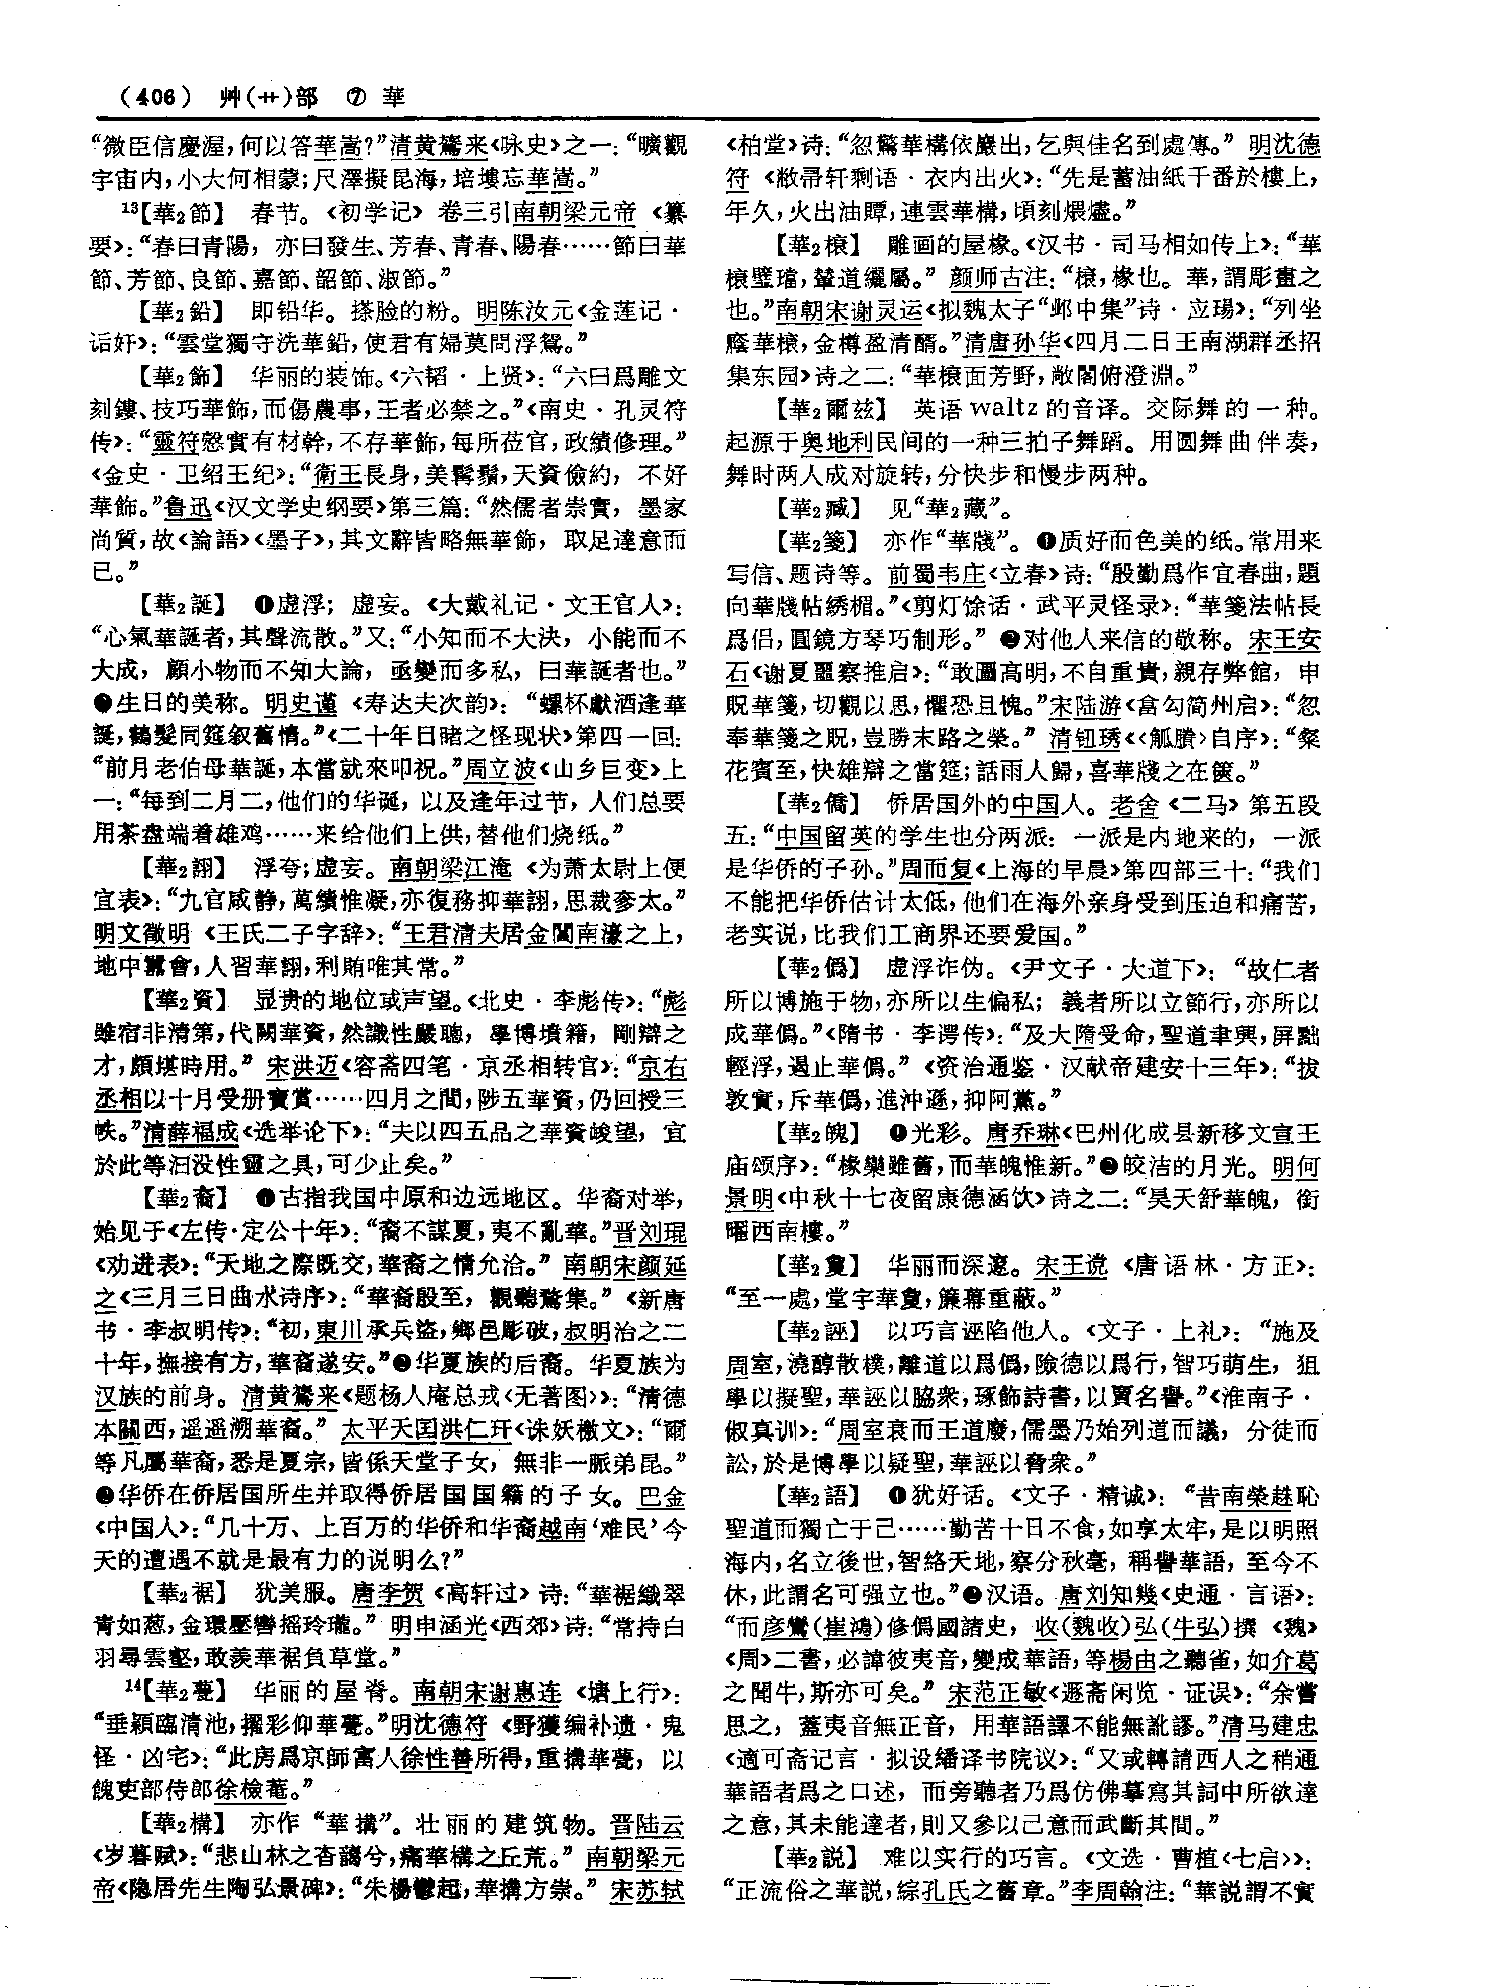 （406） 艸(艹)部 ⑦ 華
“微臣信慶渥，何以答華嵩？”清黄鷟来《咏史》之一：“曠觀
宇宙内，小大何相蒙；尺澤擬昆海，培塿忘華嵩。”
13【華₂節】 春节。《初学记》卷三引南朝梁元帝《纂
要》：“春曰青陽，亦曰發生、芳春、青春、陽春……節曰華
節、芳節、良節、嘉節、韶節、淑節。”
【華₂鉛】 即铅华。搽脸的粉。明陈汝元《金莲记·
诟奸》：“雲堂獨守洗華鉛，使君有婦莫問浮鴛。”
【華₂飾】 华丽的装饰。《六韬·上贤》：“六曰爲雕文
刻鏤、技巧華飾，而傷農事，王者必禁之。”《南史·孔灵符
传》：“靈符愨實有材幹，不存華飾，每所莅官，政績修理。”
《金史·卫绍王纪》：“衛王長身，美髯鬚，天資儉約，不好
華飾。”鲁迅《汉文学史纲要》第三篇：“然儒者崇實，墨家
尚質，故《論語》《墨子》，其文辭皆略無華飾，取足達意而
已。”
【華₂誕】 ❶虚浮；虚妄。《大戴礼记·文王官人》：
“心氣華誕者，其聲流散。”又：“小知而不大決，小能而不
大成，顧小物而不知大論，亟變而多私，曰華誕者也。”
❷生日的美称。明史谨《寿达夫次韵》：“螺杯獻酒逢華
誕，鶴髮同筵叙舊情。”《二十年目睹之怪现状》第四一回：
“前月老伯母華誕，本當就來叩祝。”周立波《山乡巨变》上
一：“每到二月二，他们的华诞，以及逢年过节，人们总要
用茶盘端着雄鸡……来给他们上供，替他们烧纸。”
【華₂詡】 浮夸；虚妄。南朝梁江淹《为萧太尉上便
宜表》：“九官咸静，萬績惟凝，亦復務抑華詡，思裁奓太。”
明文徵明《王氏二子字辞》：“王君清夫居金閶南濠之上，
地中囂會，人習華詡，利賄唯其常。”
【華₂資】 显贵的地位或声望。《北史·李彪传》：“彪
雖宿非清第，代闕華資，然識性嚴聰，學博墳籍，剛辯之
才，頗堪時用。”宋洪迈《容斋四笔·京丞相转官》：“京右
丞相以十月受册寶賞……四月之間，陟五華資，仍回授三
帙。”清薛福成《选举论下》：“夫以四五品之華資峻望，宜
於此等汩没性靈之具，可少止矣。”
【華₂裔】 ❶古指我国中原和边远地区。华裔对举，
始见于《左传·定公十年》：“裔不謀夏，夷不亂華。”晋刘琨
《劝进表》：“天地之際既交，華裔之情允洽。”南朝宋颜延
之《三月三日曲水诗序》：“華裔殷至，觀聽騖集。”《新唐
书·李叔明传》：“初，東川承兵盗，鄉邑彫破，叔明治之二
十年，撫接有方，華裔遂安。”❷华夏族的后裔。华夏族为
汉族的前身。清黄鷟来《题杨人庵总戎〈无著图〉》：“清德
本關西，遥遥溯華裔。”太平天囯洪仁玕《诛妖檄文》：“爾
等凡屬華裔，悉是夏宗，皆係天堂子女，無非一脈弟昆。”
❸华侨在侨居国所生并取得侨居国国籍的子女。巴金
《中国人》：“几十万、上百万的华侨和华裔越南‘难民’今
天的遭遇不就是最有力的说明么？”
【華₂裾】 犹美服。唐李贺《高轩过》诗：“華裾織翠
青如葱，金環壓轡摇玲瓏。”明申涵光《西郊》诗：“常持白
羽尋雲壑，敢羡華裾負草堂。”
14【華₂甍】 华丽的屋脊。南朝宋谢惠连《塘上行》：
“垂穎臨清池，擢彩仰華甍。”明沈德符《野獲编补遗·鬼
怪·凶宅》：“此房爲京師富人徐性善所得，重搆華甍，以
餽吏部侍郎徐檢菴。”
【華₂構】 亦作“華搆”。壮丽的建筑物。晋陆云
《岁暮赋》：“悲山林之杳藹兮，痛華構之丘荒。”南朝梁元
帝《隐居先生陶弘景碑》：“朱楊鬱起，華搆方崇。”宋苏轼
《柏堂》诗：“忽驚華構依巖出，乞與佳名到處傳。”明沈德
符《敝帚轩剩语·衣内出火》：“先是蓄油紙千番於樓上，
年久，火出油躍，連雲華構，頃刻煨燼。”
【華₂榱】 雕画的屋椽。《汉书·司马相如传上》：“華
榱璧璫，輦道纚屬。”颜师古注：“榱，椽也。華，謂彫畫之
也。”南朝宋谢灵运《拟魏太子“邺中集”诗·应瑒》：“列坐
廕華榱，金樽盈清醑。”清唐孙华《四月二日王南湖群丞招
集东园》诗之二：“華榱面芳野，敞閣俯澄淵。”
【華₂爾兹】 英语waltz的音译。交际舞的一种。
起源于奥地利民间的一种三拍子舞蹈。用圆舞曲伴奏，
舞时两人成对旋转，分快步和慢步两种。
【華₂臧】 见“華₂藏”。
【華₂箋】 亦作“華牋”。❶质好而色美的纸。常用来
写信、题诗等。前蜀韦庄《立春》诗：“殷勤爲作宜春曲，題
向華牋帖绣楣。”《剪灯馀话·武平灵怪录》：“華箋法帖長
爲侣，圓鏡方琴巧制形。”❷对他人来信的敬称。宋王安
石《谢夏噩察推启》：“敢圖高明，不自重貴，親存弊館，申
貺華箋，切觀以思，懼恐且愧。”宋陆游《畣勾简州启》：“忽
奉華箋之貺，豈勝末路之榮。”清钮琇《〈觚賸〉自序》：“粲
花賓至，快雄辯之當筵；話雨人歸，喜華牋之在篋。”
【華₂僑】 侨居国外的中国人。老舍《二马》第五段
五：“中国留英的学生也分两派：一派是内地来的，一派
是华侨的子孙。”周而复《上海的早晨》第四部三十：“我们
不能把华侨估计太低，他们在海外亲身受到压迫和痛苦，
老实说，比我们工商界还要爱国。”
【華₂僞】 虚浮诈伪。《尹文子·大道下》：“故仁者
所以博施于物，亦所以生偏私；義者所以立節行，亦所以
成華僞。”《隋书·李谔传》：“及大隋受命，聖道聿興，屏黜
輕浮，遏止華僞。”《资治通鉴·汉献帝建安十三年》：“拔
敦實，斥華僞，進沖遜，抑阿黨。”
【華₂魄】 ❶光彩。唐乔琳《巴州化成县新移文宣王
庙颂序》：“椽欒雖舊，而華魄惟新。”❷皎洁的月光。明何
景明《中秋十七夜留康德涵饮》诗之二：“昊天舒華魄，銜
曜西南樓。”
【華₂敻】 华丽而深邃。宋王谠《唐语林·方正》：
“至一處，堂宇華敻，簾幕重蔽。”
【華₂誣】 以巧言诬陷他人。《文子·上礼》：“施及
周室，澆醇散樸，離道以爲僞，險德以爲行，智巧萌生，狙
學以擬聖，華誣以脇衆，琢飾詩書，以賈名譽。”《淮南子·
俶真训》：“周室衰而王道廢，儒墨乃始列道而議，分徒而
訟，於是博學以疑聖，華誣以脅衆。”
【華₂語】 ❶犹好话。《文子·精诚》：“昔南榮趎恥
聖道而獨亡于己……勤苦十日不食，如享太牢，是以明照
海内，名立後世，智絡天地，察分秋毫，稱譽華語，至今不
休，此謂名可强立也。”❷汉语。唐刘知幾《史通·言语》：
“而彦鸞(崔鴻)修僞國諸史，收(魏收)弘(牛弘)撰《魏》
《周》二書，必諱彼夷音，變成華語，等楊由之聽雀，如介葛
之聞牛，斯亦可矣。”宋范正敏《遯斋闲览·证误》：“余嘗
思之，蓋夷音無正音，用華語譯不能無訛謬。”清马建忠
《適可斋记言·拟设繙译书院议》：“又或轉請西人之稍通
華語者爲之口述，而旁聽者乃爲仿佛摹寫其詞中所欲達
之意，其未能達者，則又參以己意而武斷其間。”
【華₂説】 难以实行的巧言。《文选·曹植〈七启〉》：
“正流俗之華説，綜孔氏之舊章。”李周翰注：“華説謂不實